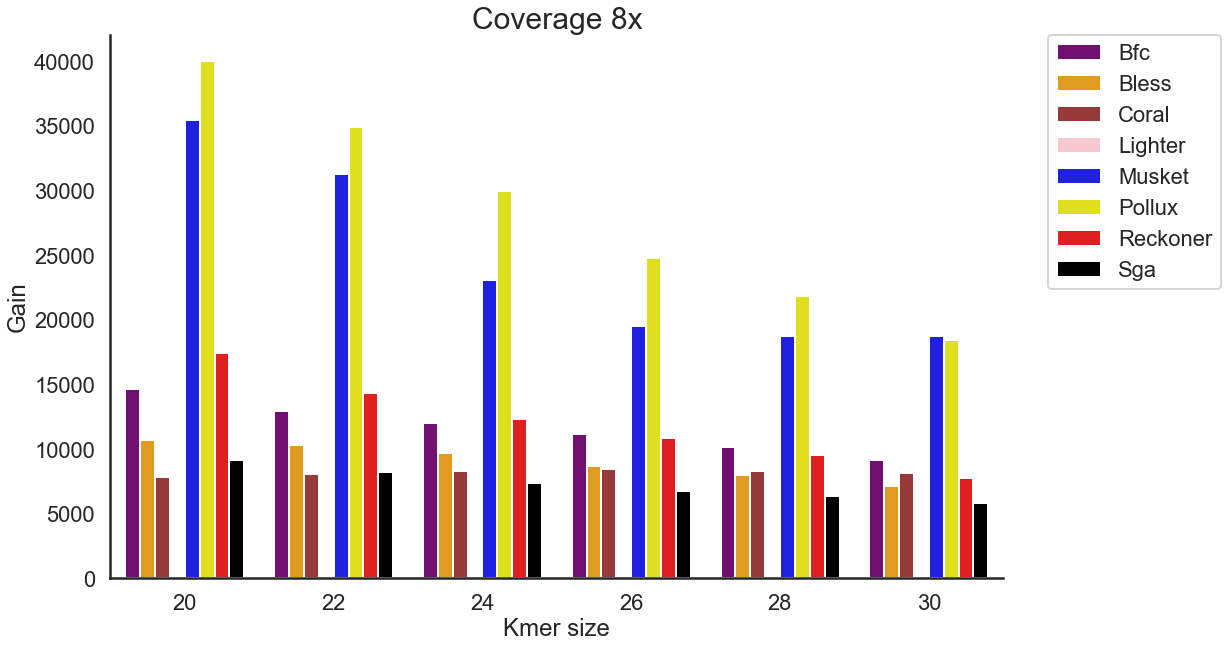 Coverage 8x
40000
35000
30000
25000
20000
15000
10000
5000
0
Gain
20 22 24 26 28 30
Kmer size
Bfc
Bless
Coral
Lighter
Musket
Pollux
Reckoner
Sga